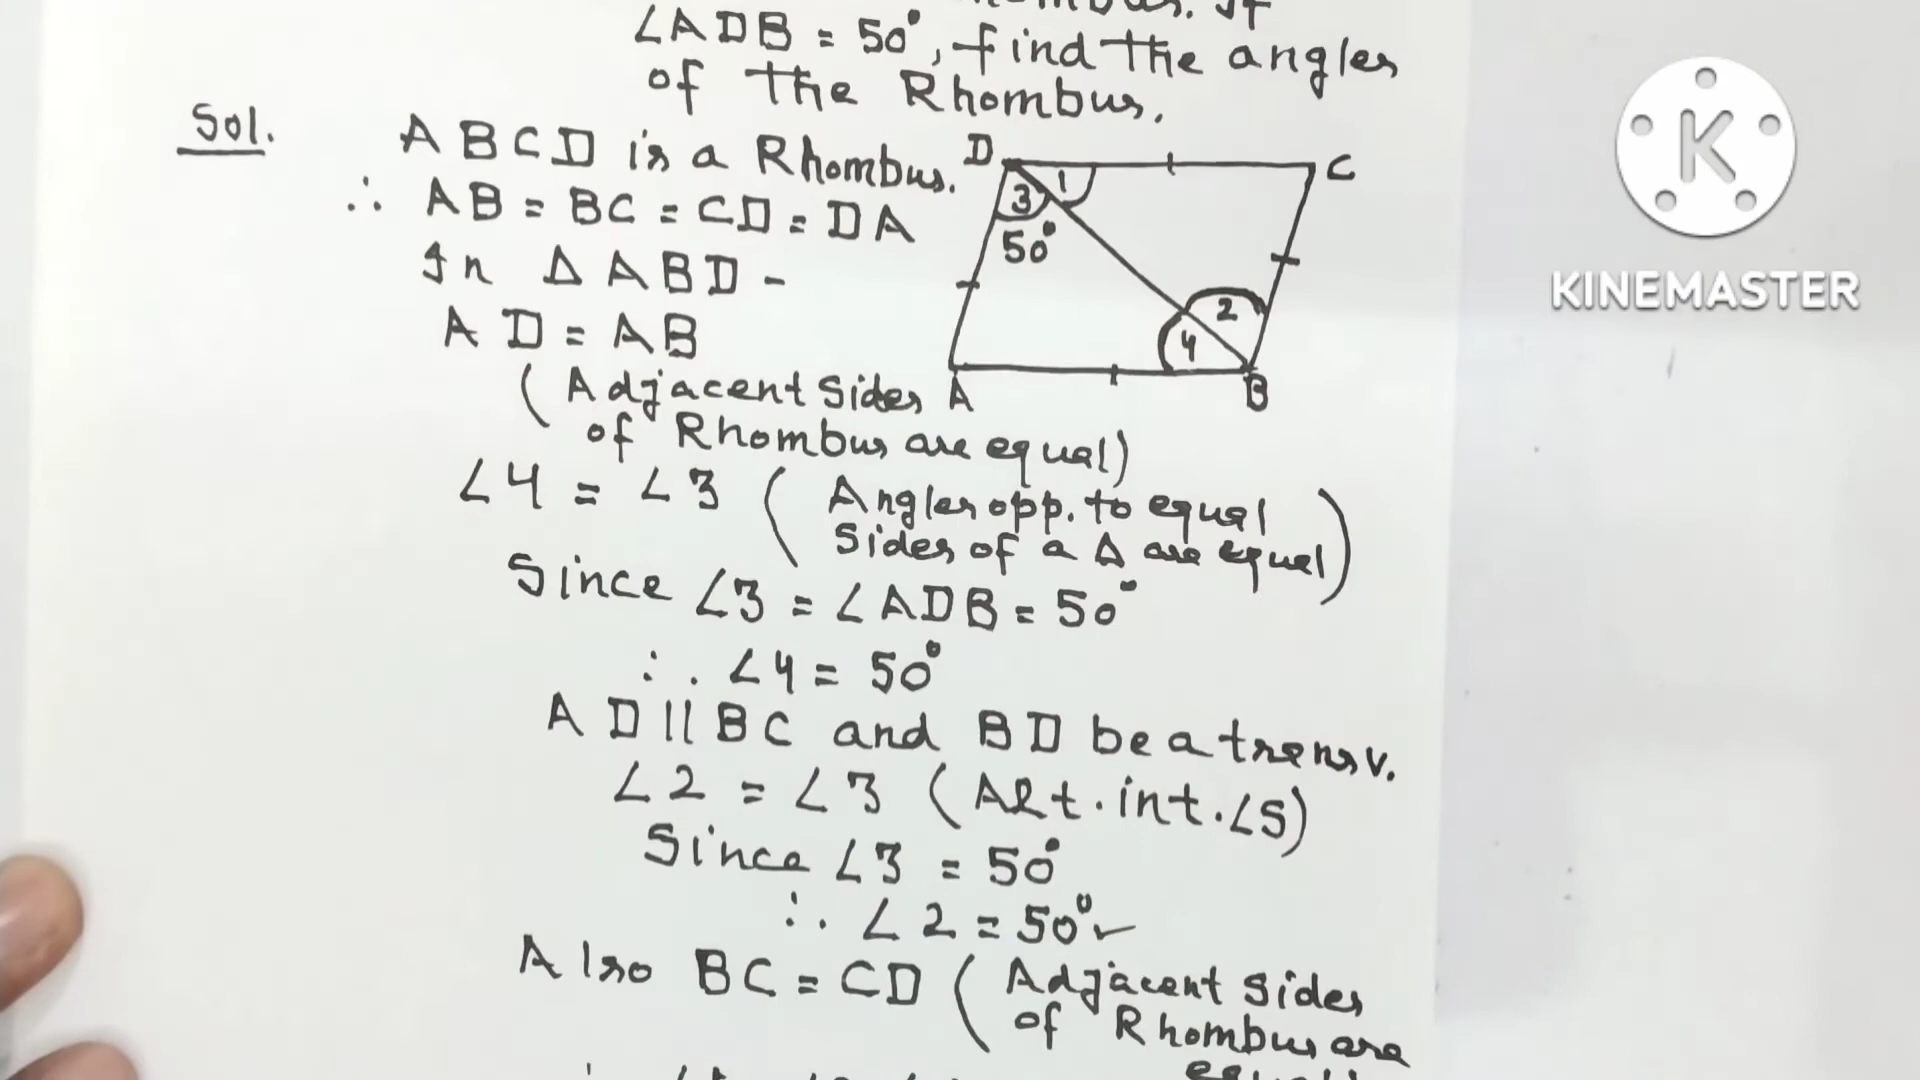 ∠ADB = 50°, find the angles
of the Rhombus.
Sol.
ABCD is a Rhombus.
∴ AB = BC = CD = DA
In Δ ABD -
AD = AB
(Adjacent Sides
of Rhombus are equal)
∠4 = ∠3 (Angles opp. to equal
Sides of a Δ are equal)
Since ∠3 = ∠ADB = 50°
∴ ∠4 = 50°
AD || BC and BD be a transv.
∠2 = ∠3 (Alt. int. ∠S)
Since ∠3 = 50°
∴ ∠2 = 50° ✓
Also BC = CD (Adjacent Sides
of Rhombus are
D
C
1
3
50°
2
4
A
B
K
KINEMASTER